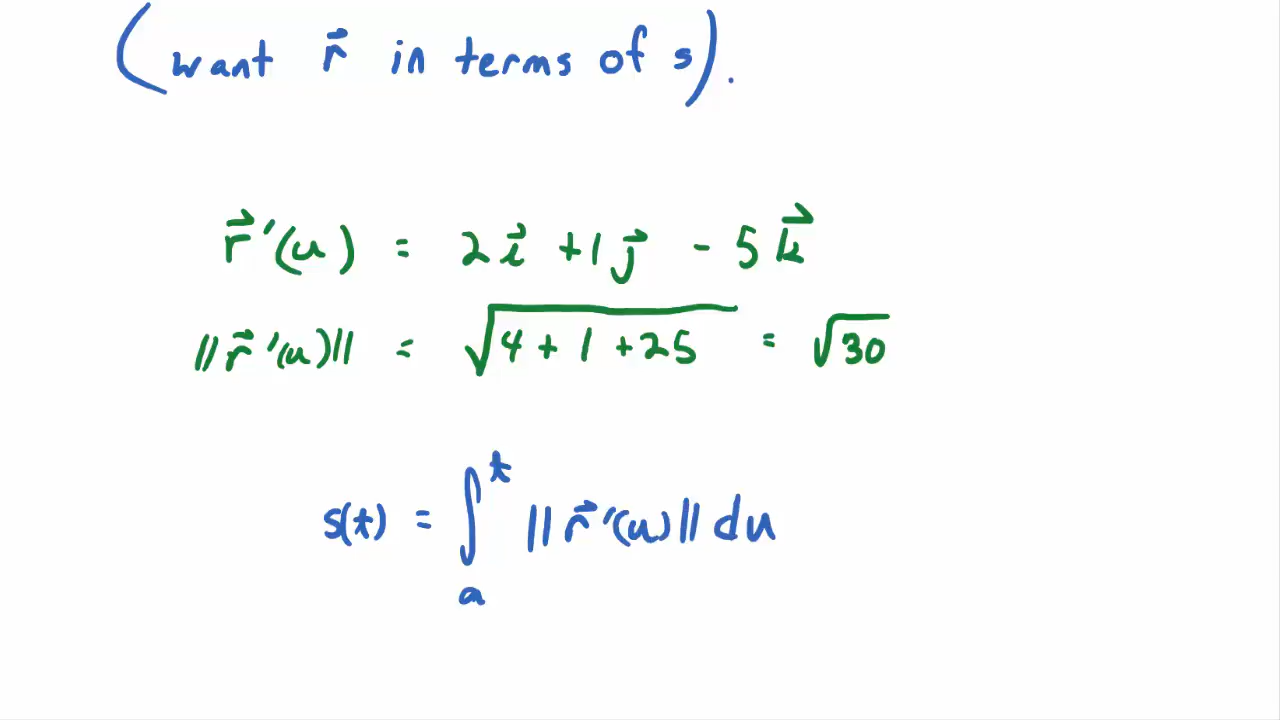 (want r⃗ in terms of s).
r⃗'(u) = 2i⃗ + 1j⃗ - 5k⃗
||r⃗'(u)|| = √(4 + 1 + 25) = √30
s(t) = ∫ₐᵗ ||r⃗'(u)|| du